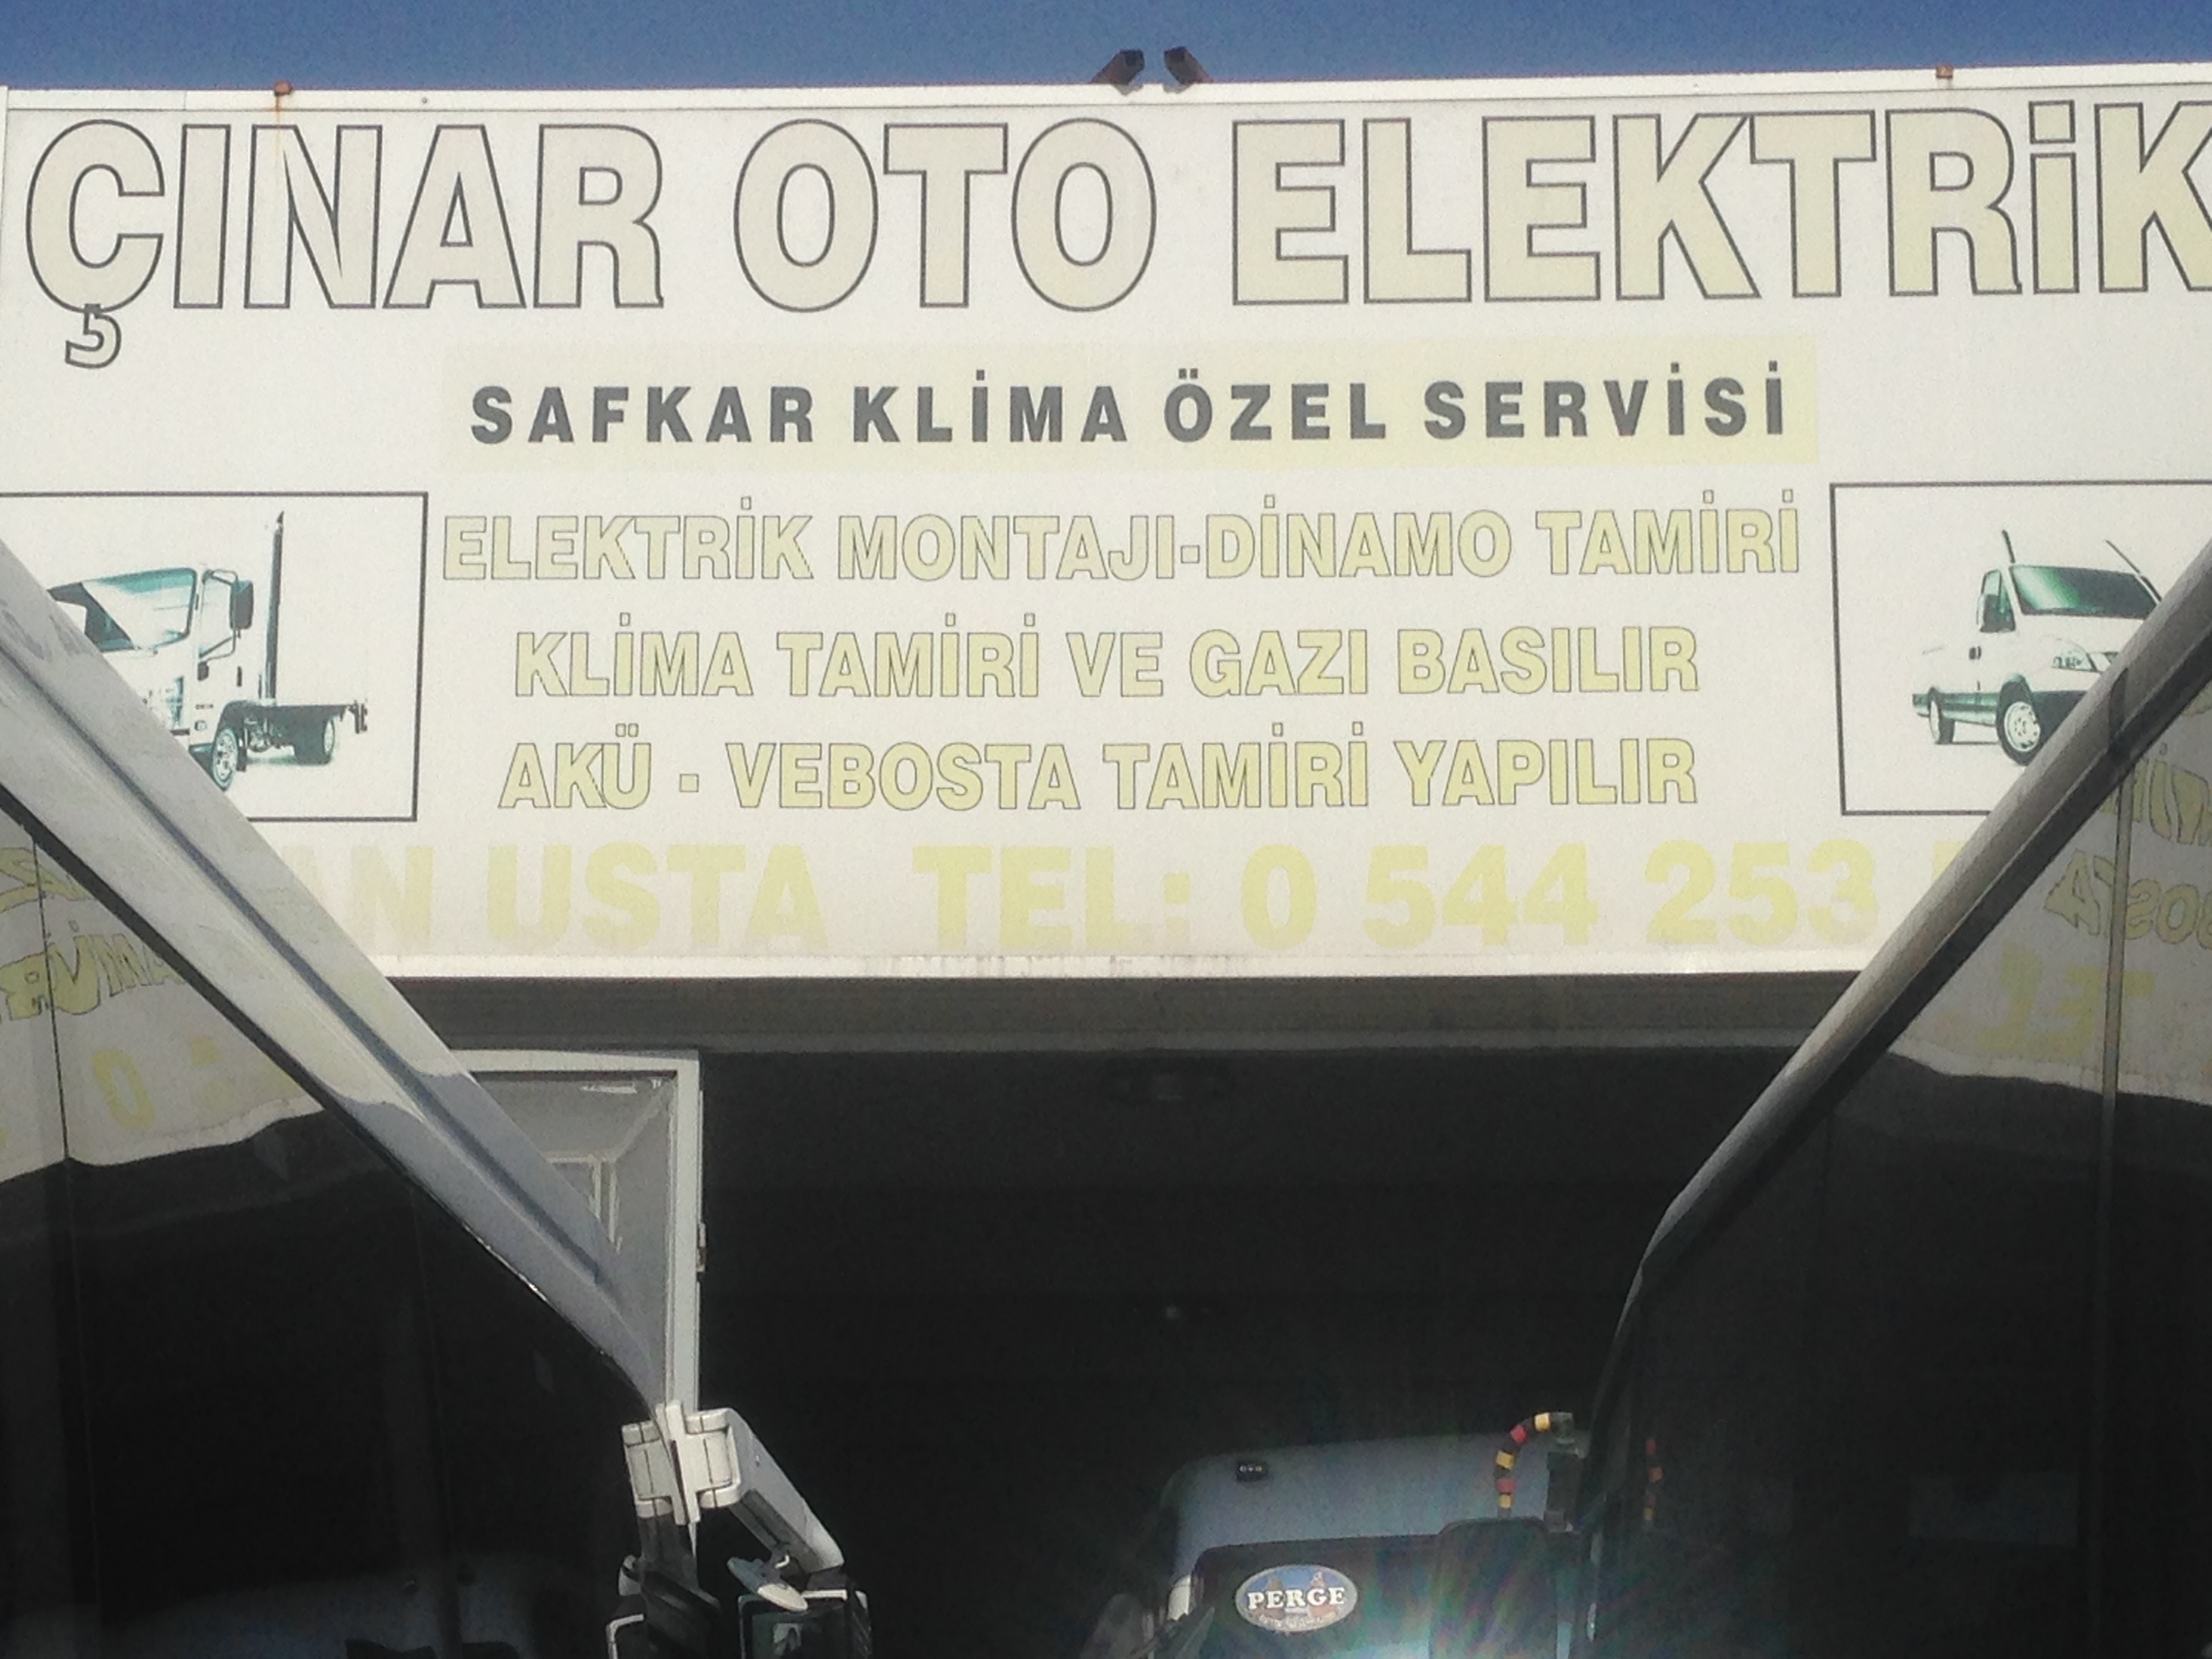 ÇINAR OTO ELEKTRİK
SAFKAR KLİMA ÖZEL SERVİSİ
ELEKTRİK MONTAJI-DİNAMO TAMİRİ
KLİMA TAMİRİ VE GAZI BASILIR
AKÜ - VEBOSTA TAMİRİ YAPILIR
USTA TEL: 0 544 253
PERGE